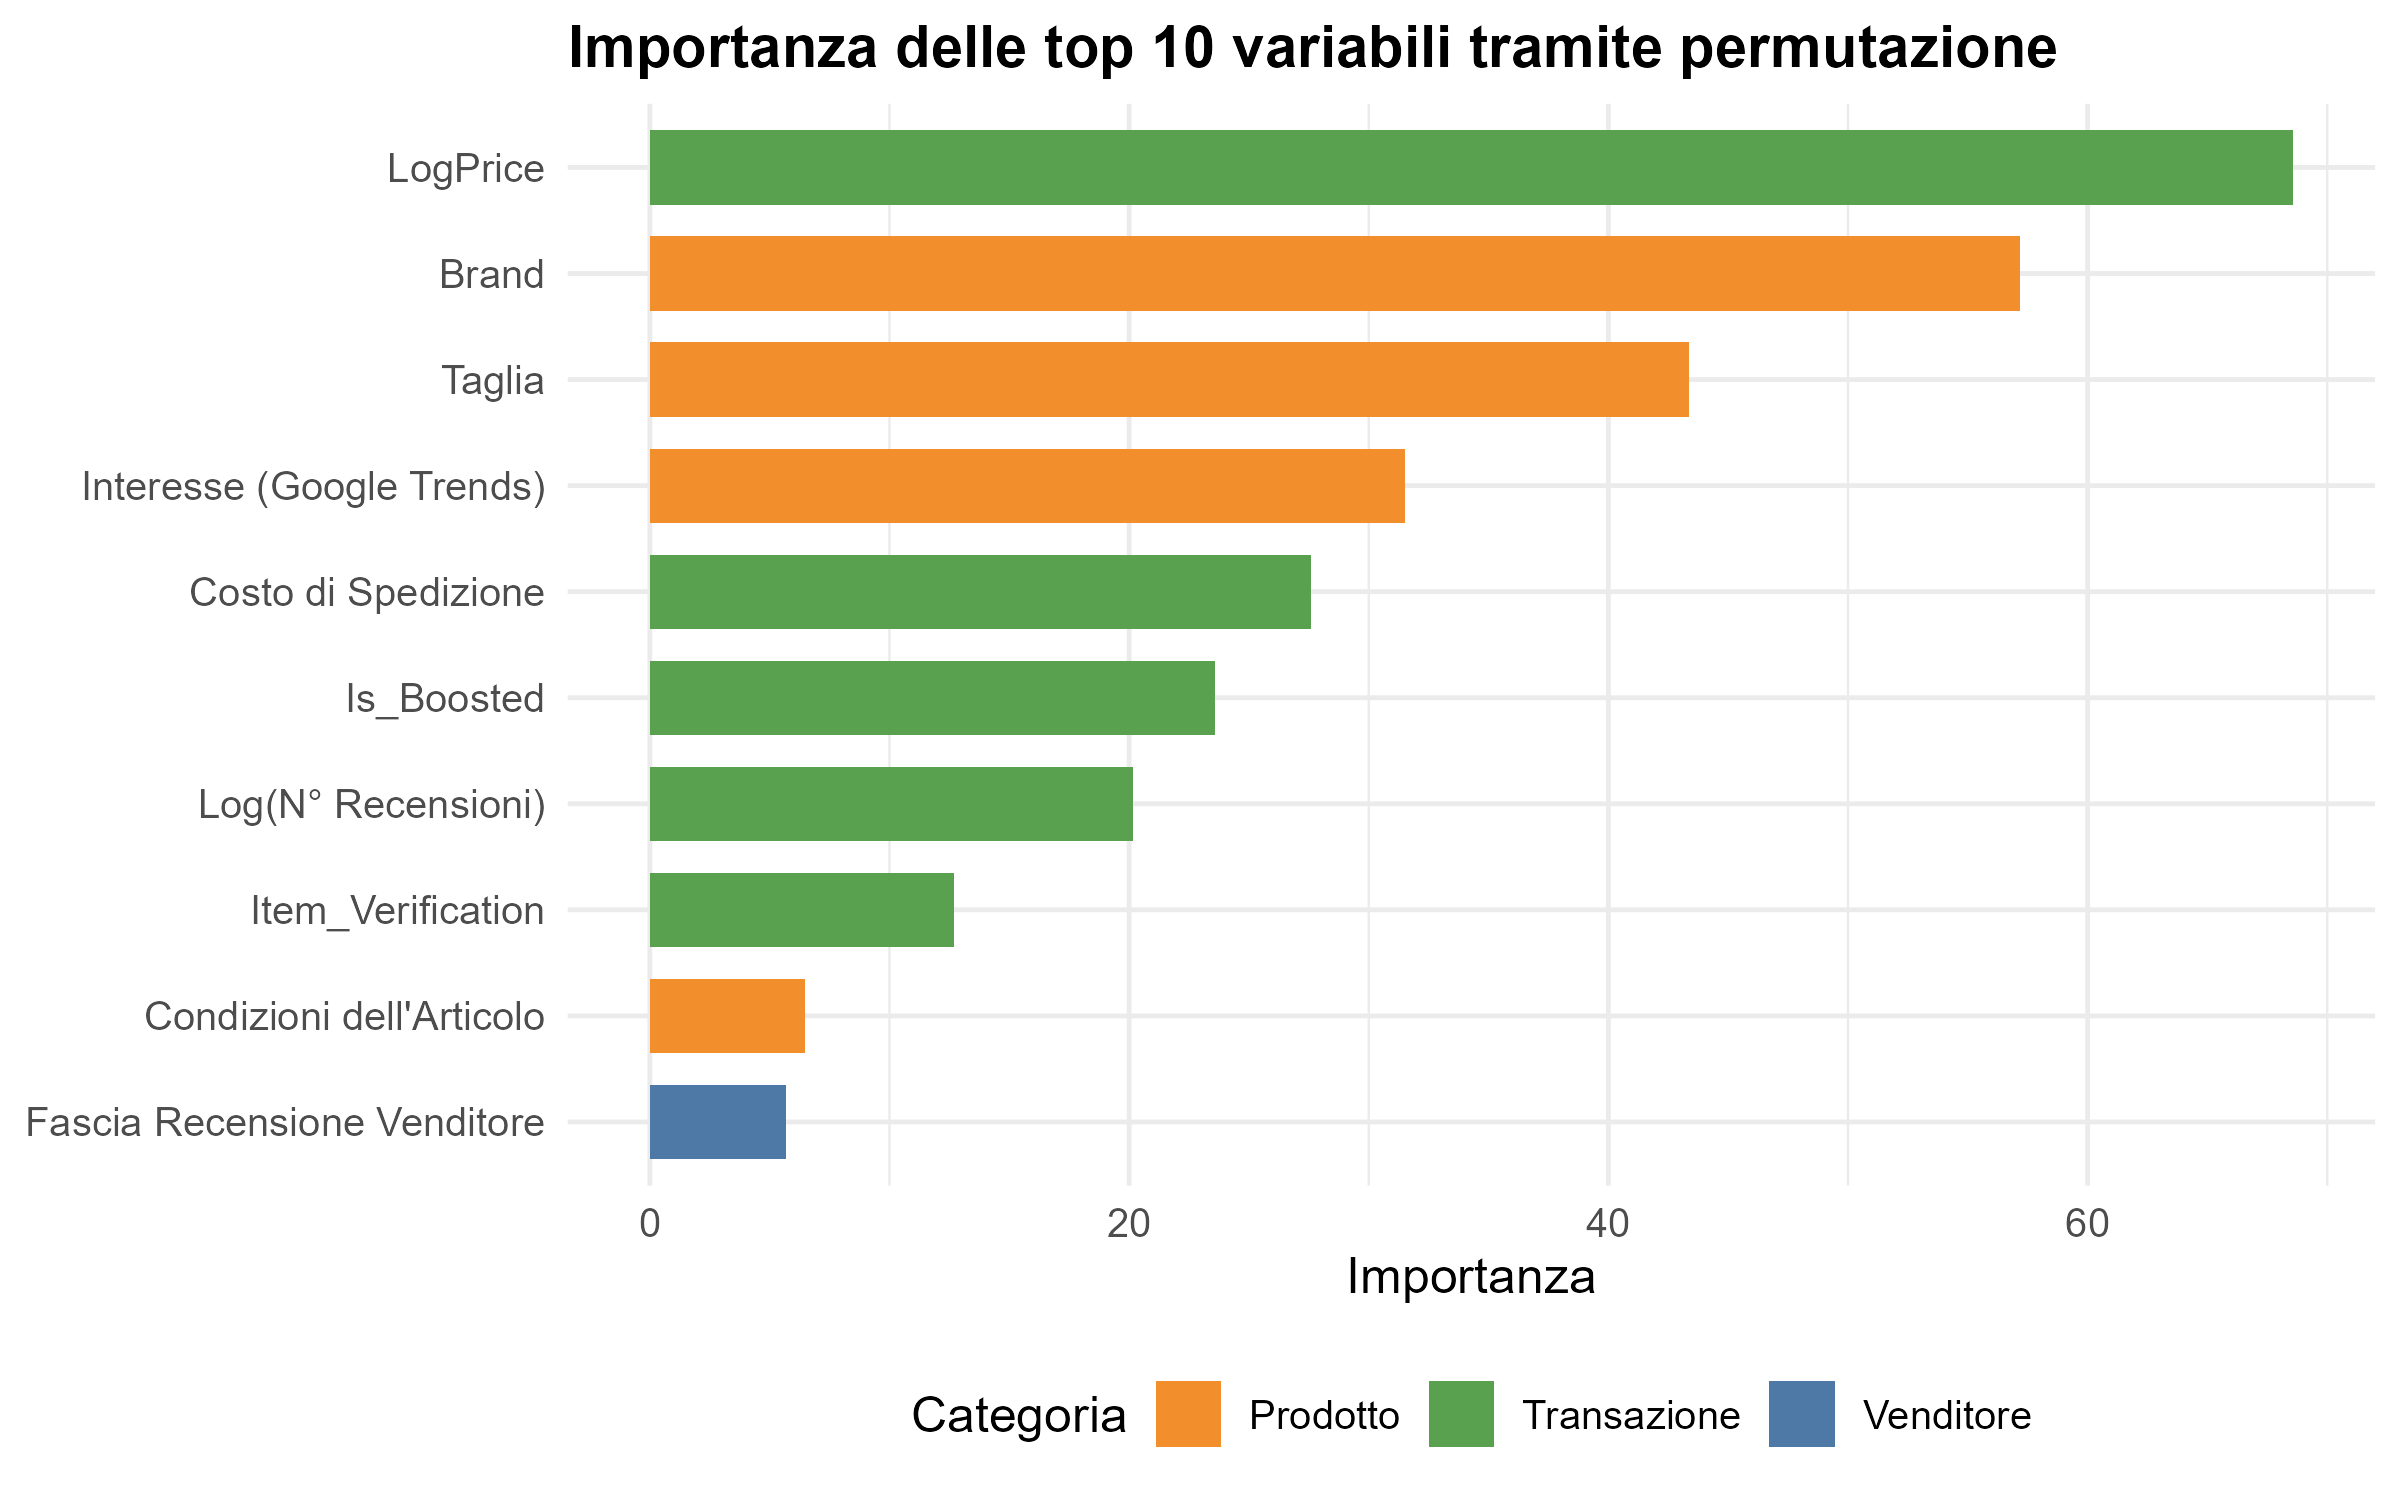 Importanza delle top 10 variabili tramite permutazione
LogPrice
Brand
Taglia
Interesse (Google Trends)
Costo di Spedizione
Is_Boosted
Log(N° Recensioni)
Item_Verification
Condizioni dell'Articolo
Fascia Recensione Venditore
0 20 40 60
Importanza
Categoria Prodotto Transazione Venditore